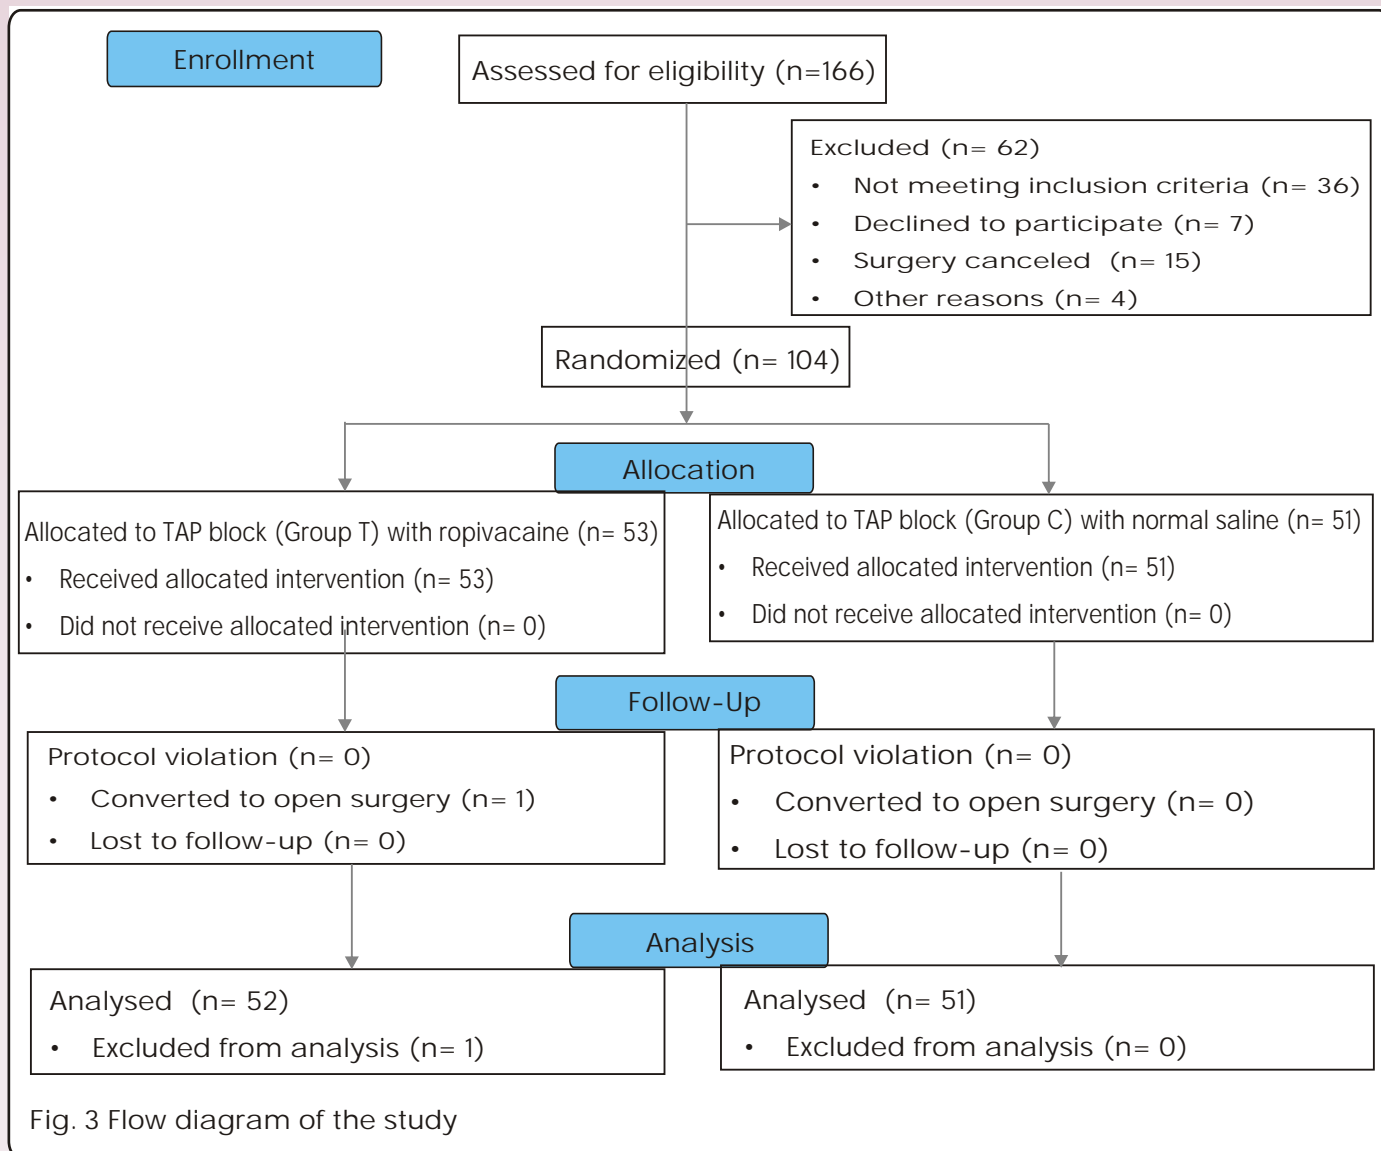 Enrollment
Assessed for eligibility (n=166)
Excluded (n= 62)
• Not meeting inclusion criteria (n= 36)
• Declined to participate (n= 7)
• Surgery canceled (n= 15)
• Other reasons (n= 4)
Randomized (n= 104)
Allocation
Allocated to TAP block (Group T) with ropivacaine (n= 53)
• Received allocated intervention (n= 53)
• Did not receive allocated intervention (n= 0)
Allocated to TAP block (Group C) with normal saline (n= 51)
• Received allocated intervention (n= 51)
• Did not receive allocated intervention (n= 0)
Follow-Up
Protocol violation (n= 0)
• Converted to open surgery (n= 1)
• Lost to follow-up (n= 0)
Protocol violation (n= 0)
• Converted to open surgery (n= 0)
• Lost to follow-up (n= 0)
Analysis
Analysed (n= 52)
• Excluded from analysis (n= 1)
Analysed (n= 51)
• Excluded from analysis (n= 0)
Fig. 3 Flow diagram of the study